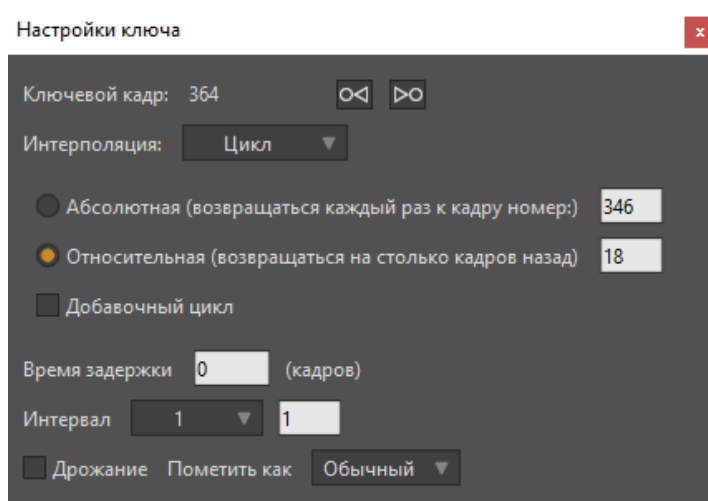 Настройки ключа x
Ключевой кадр: 364
Интерполяция: Цикл
Абсолютная (возвращаться каждый раз к кадру номер:) 346
Относительная (возвращаться на столько кадров назад) 18
Добавочный цикл
Время задержки 0 (кадров)
Интервал 1 1
Дрожание Пометить как Обычный